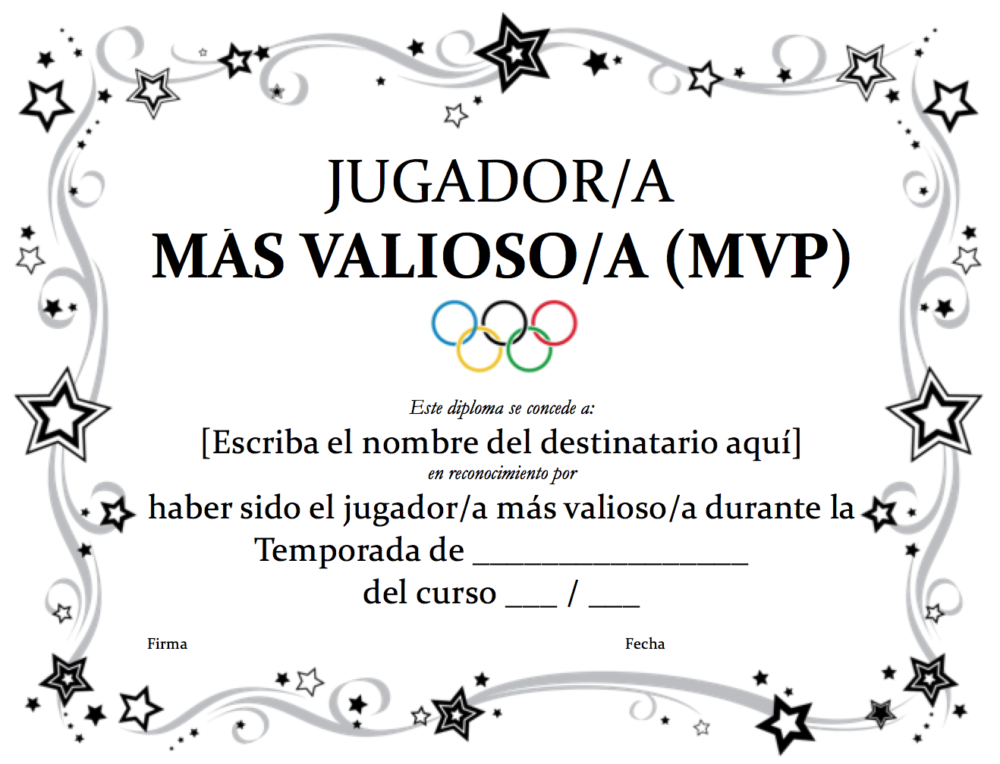 JUGADOR/A
MÁS VALIOSO/A (MVP)
Este diploma se concede a:
[Escriba el nombre del destinatario aquí]
en reconocimiento por
haber sido el jugador/a más valioso/a durante la
Temporada de ________________
del curso ___ / ___
Firma Fecha